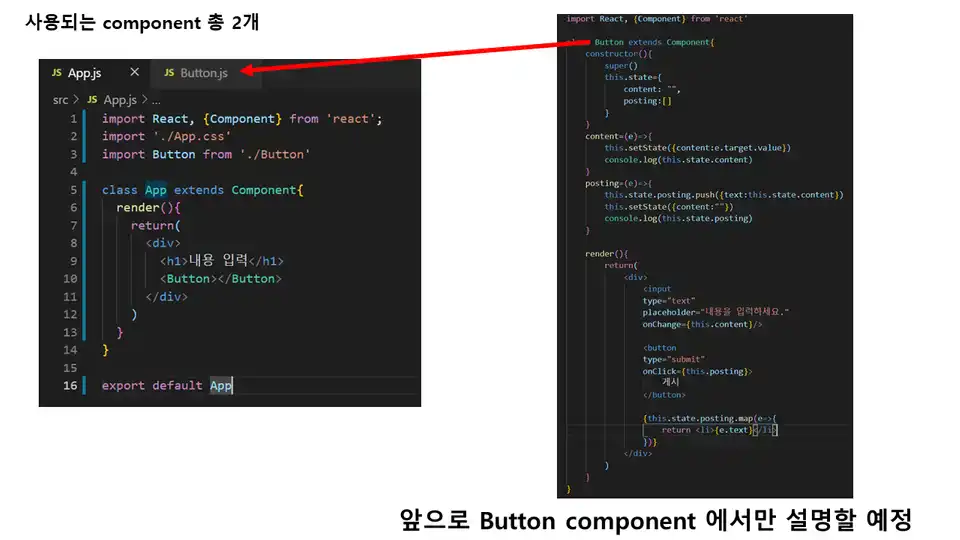 사용되는 component 총 2개
JS App.js × JS Button.js
src > JS App.js > ...
1 import React, {Component} from 'react';
2 import './App.css'
3 import Button from './Button'
4
5 class App extends Component{
6 render(){
7 return(
8 <div>
9 <h1>내용 입력</h1>
10 <Button></Button>
11 </div>
12 )
13 }
14 }
15
16 export default App
import React, {Component} from 'react'
Button extends Component{
constructor(){
super()
this.state={
content: "",
posting:[]
}
}
content=(e)=>{
this.setState({content:e.target.value})
console.log(this.state.content)
}
posting=(e)=>{
this.state.posting.push({text:this.state.content})
this.setState({content:""})
console.log(this.state.posting)
}
render(){
return(
<div>
<input
type="text"
placeholder="내용을 입력하세요."
onChange={this.content}/>
<button
type="submit"
onClick={this.posting}>
게시
</button>
{this.state.posting.map(e=>{
return <li>{e.text}</li>
})}
</div>
)
}
}
앞으로 Button component 에서만 설명할 예정